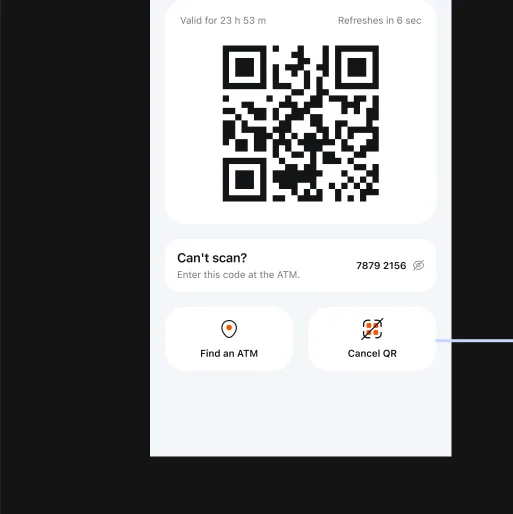 Valid for 23 h 53 m
Refreshes in 6 sec
Can't scan?
Enter this code at the ATM.
7879 2156
Find an ATM
Cancel QR